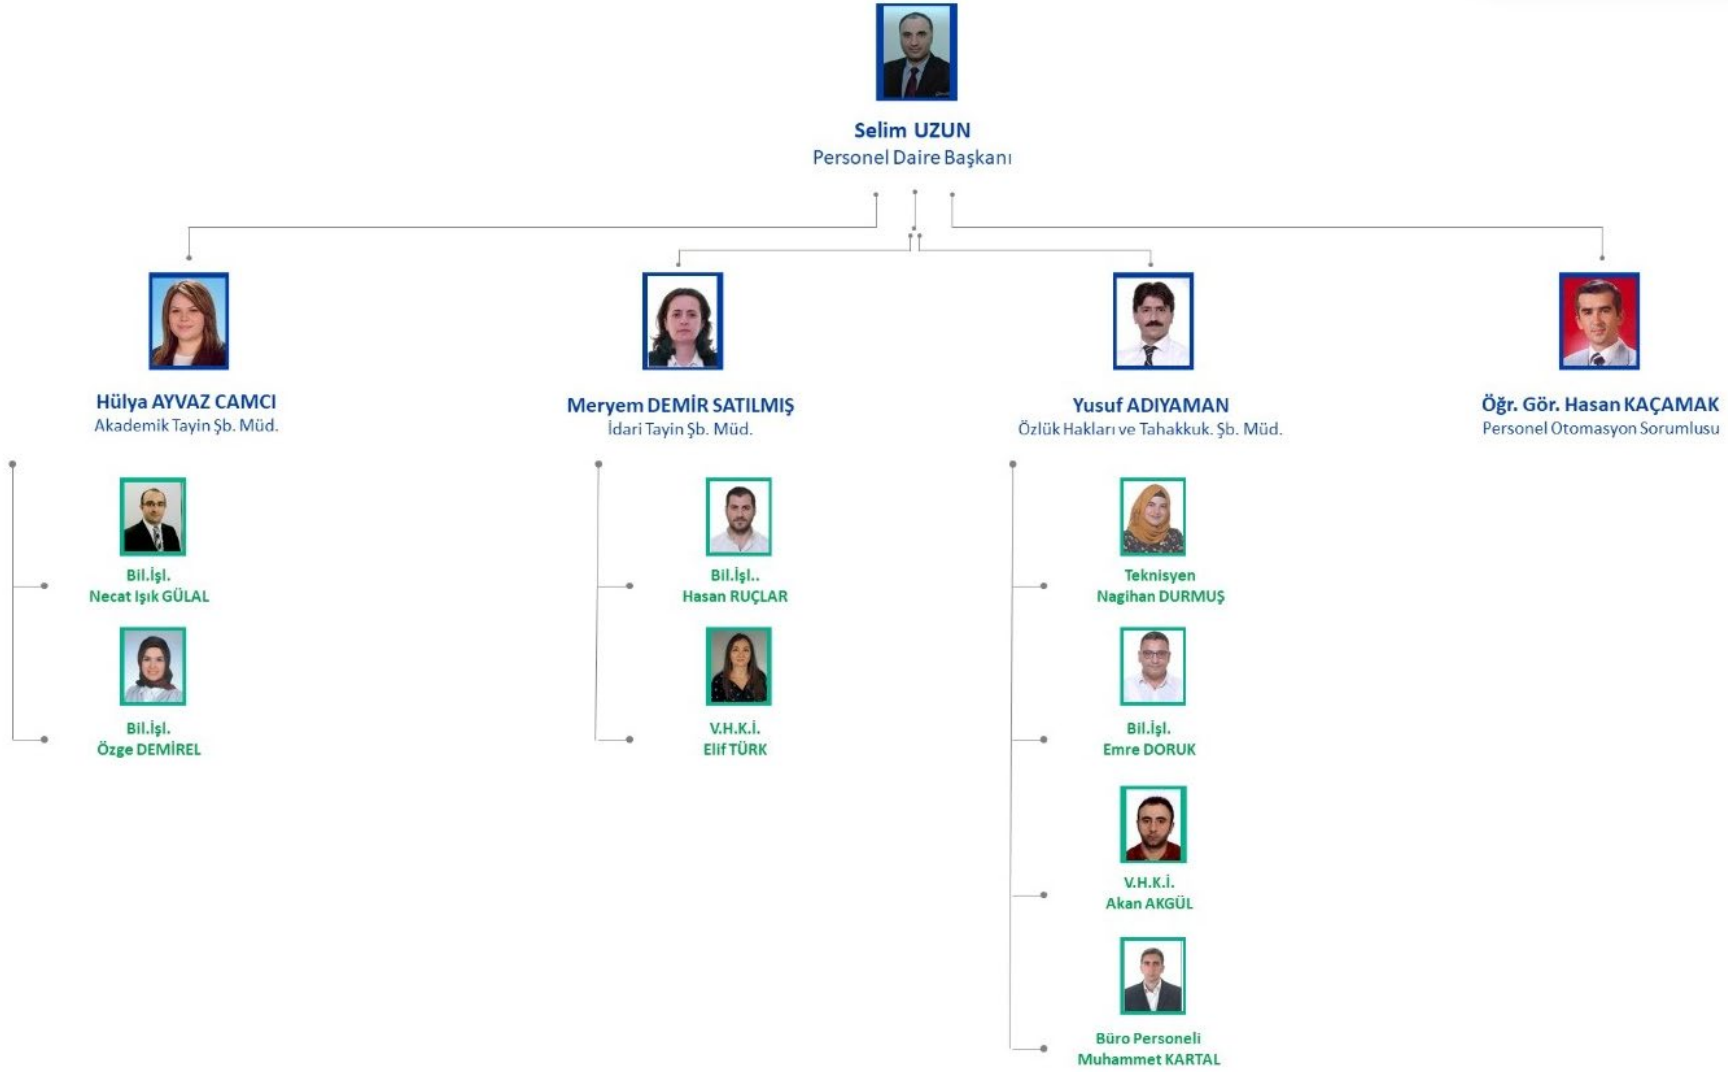 Selim UZUN
Personel Daire Başkanı
Hülya AYVAZ CAMCI
Akademik Tayin Şb. Müd.
Meryem DEMİR SATILMIŞ
İdari Tayin Şb. Müd.
Yusuf ADIYAMAN
Özlük Hakları ve Tahakkuk. Şb. Müd.
Öğr. Gör. Hasan KAÇAMAK
Personel Otomasyon Sorumlusu
Bil.İşl.
Necat Işık GÜLAL
Bil.İşl.
Özge DEMİREL
Bil.İşl..
Hasan RUÇLAR
V.H.K.İ.
Elif TÜRK
Teknisyen
Nagihan DURMUŞ
Bil.İşl.
Emre DORUK
V.H.K.İ.
Akan AKGÜL
Büro Personeli
Muhammet KARTAL